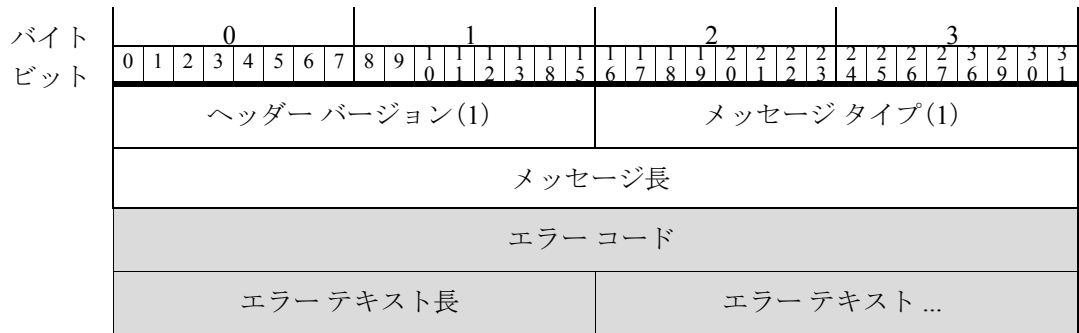 バイト 0 1 2 3
ビット 0 1 2 3 4 5 6 7 8 9 10 11 12 13 18 15 16 17 18 19 20 21 22 23 24 25 26 27 36 29 30 31
ヘッダー バージョン(1) メッセージ タイプ(1)
メッセージ長
エラー コード
エラー テキスト長 エラー テキスト ...